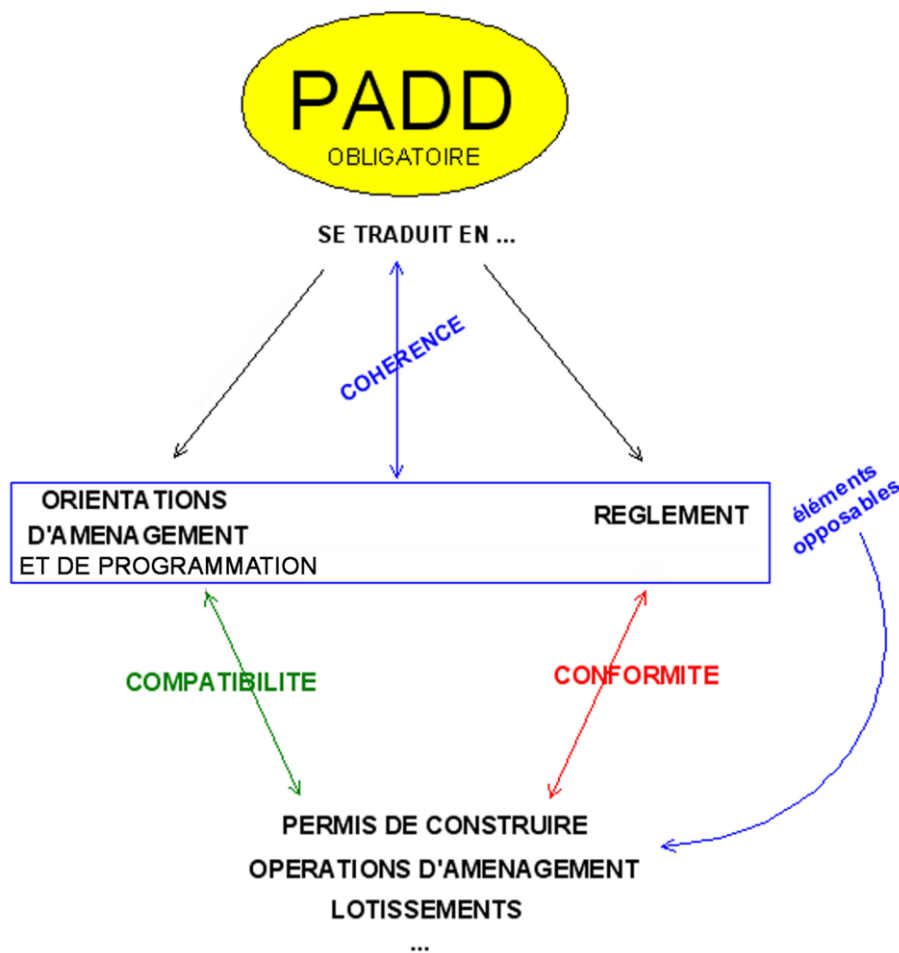 PADD
OBLIGATOIRE
SE TRADUIT EN ...
COHERENCE
ORIENTATIONS
D'AMENAGEMENT
ET DE PROGRAMMATION
REGLEMENT
éléments
opposables
COMPATIBILITE
CONFORMITE
PERMIS DE CONSTRUIRE
OPERATIONS D'AMENAGEMENT
LOTISSEMENTS
...